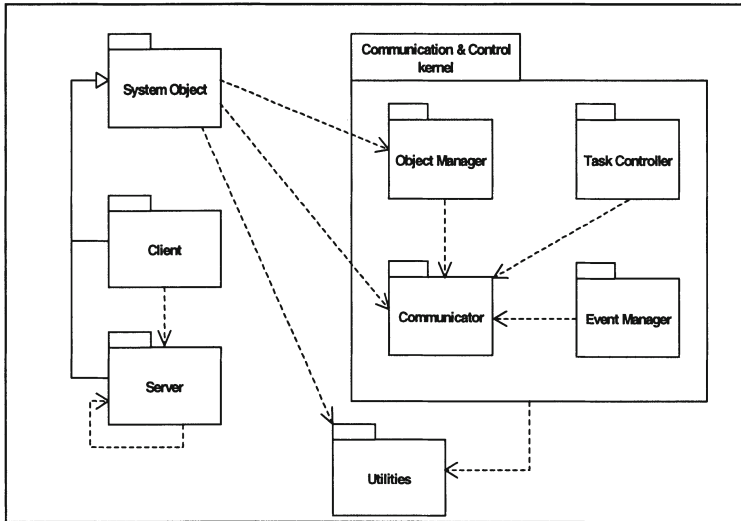 System Object
Communication & Control
kernel
Object Manager
Task Controller
Client
Communicator
Event Manager
Server
Utilities